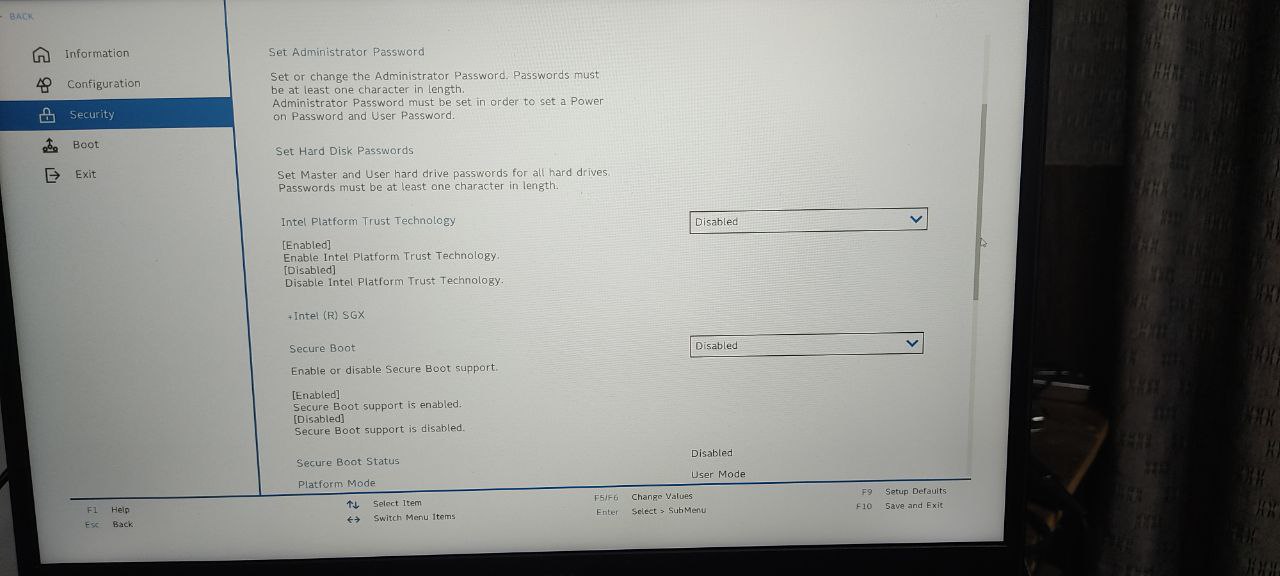 BACK
Information
Configuration
Security
Boot
Exit
Set Administrator Password
Set or change the Administrator Password. Passwords must
be at least one character in length.
Administrator Password must be set in order to set a Power
on Password and User Password.
Set Hard Disk Passwords
Set Master and User hard drive passwords for all hard drives.
Passwords must be at least one character in length.
Intel Platform Trust Technology Disabled
[Enabled]
Enable Intel Platform Trust Technology.
[Disabled]
Disable Intel Platform Trust Technology.
+Intel (R) SGX
Secure Boot Disabled
Enable or disable Secure Boot support.
[Enabled]
Secure Boot support is enabled.
[Disabled]
Secure Boot support is disabled.
Secure Boot Status Disabled
Platform Mode User Mode
F1 Help ↑↓ Select Item F5/F6 Change Values F9 Setup Defaults
Esc Back ↔ Switch Menu Items Enter Select > SubMenu F10 Save and Exit